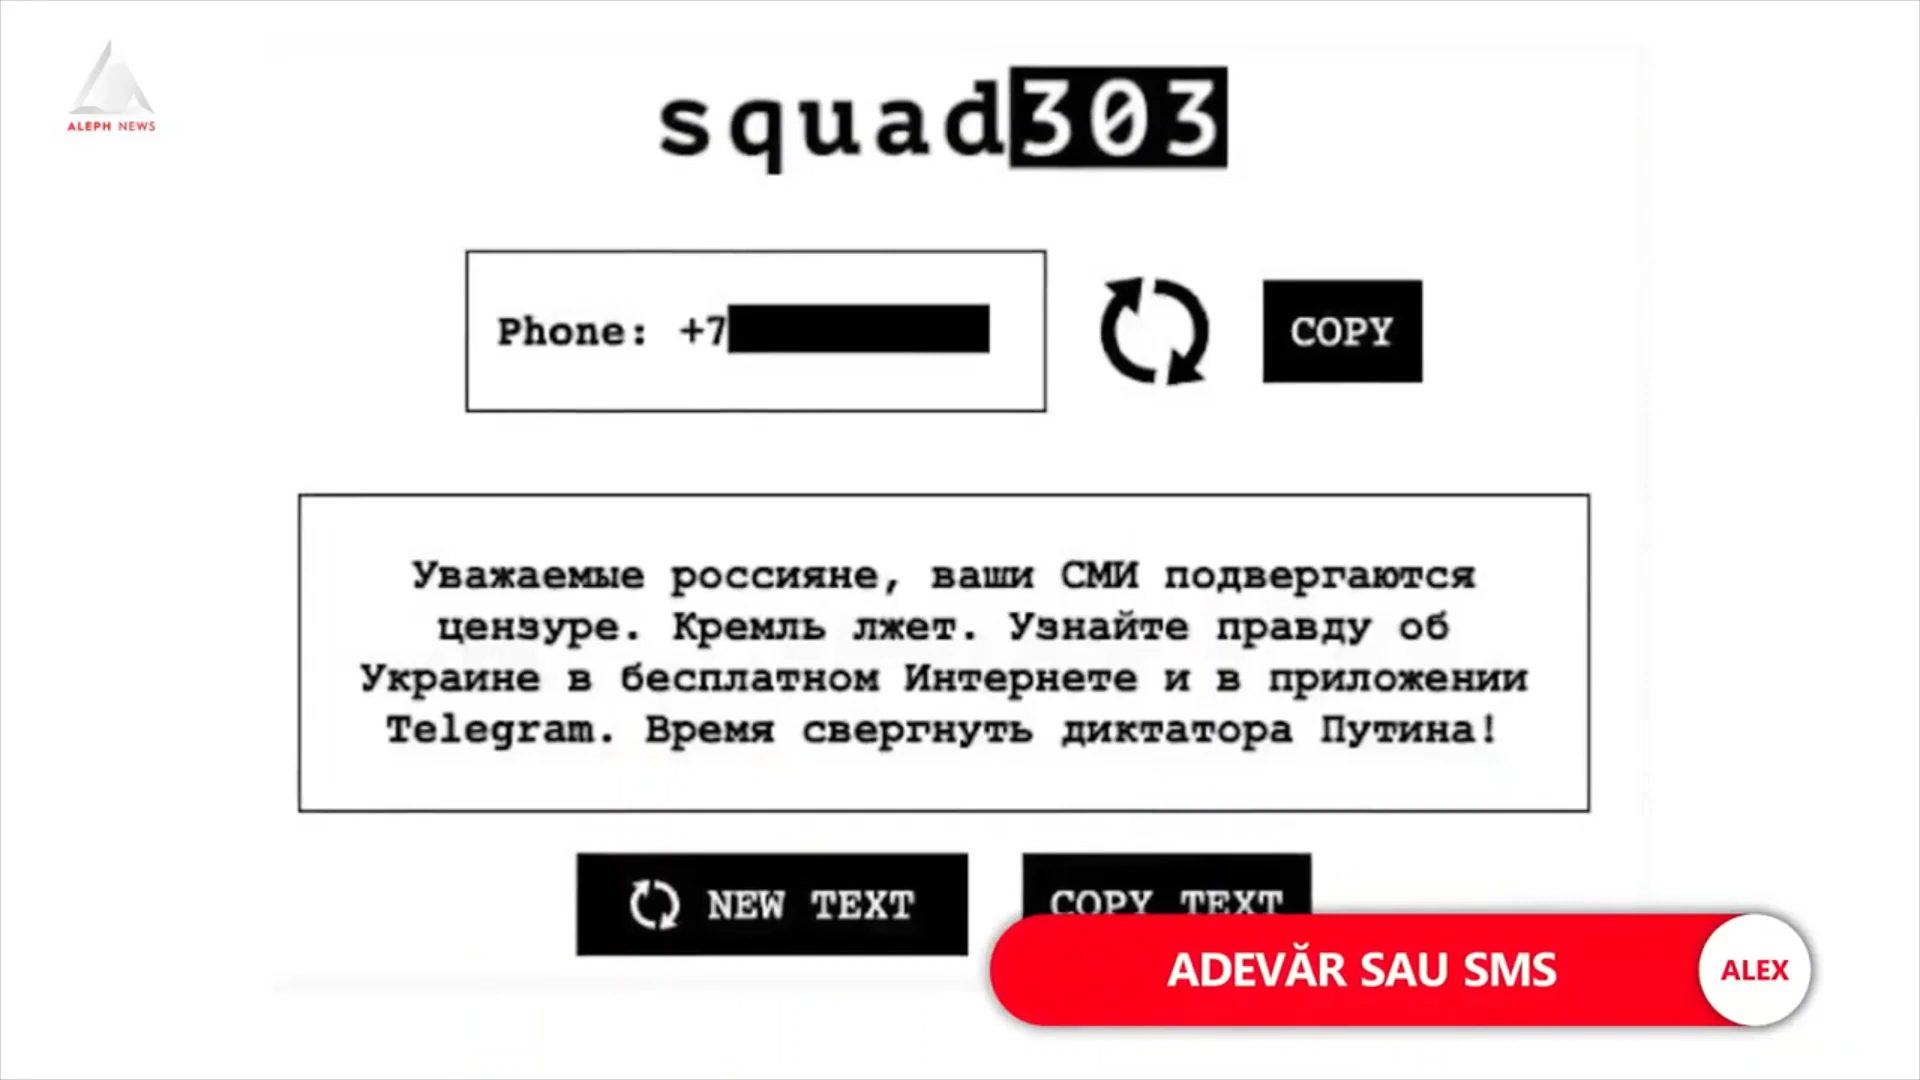 ALEPH NEWS
squad303
Phone: +7
COPY
Уважаемые россияне, ваши СМИ подвергаются
цензуре. Кремль лжет. Узнайте правду об
Украине в бесплатном Интернете и в приложении
Telegram. Время свергнуть диктатора Путина!
NEW TEXT
COPY TEXT
ADEVĂR SAU SMS
ALEX